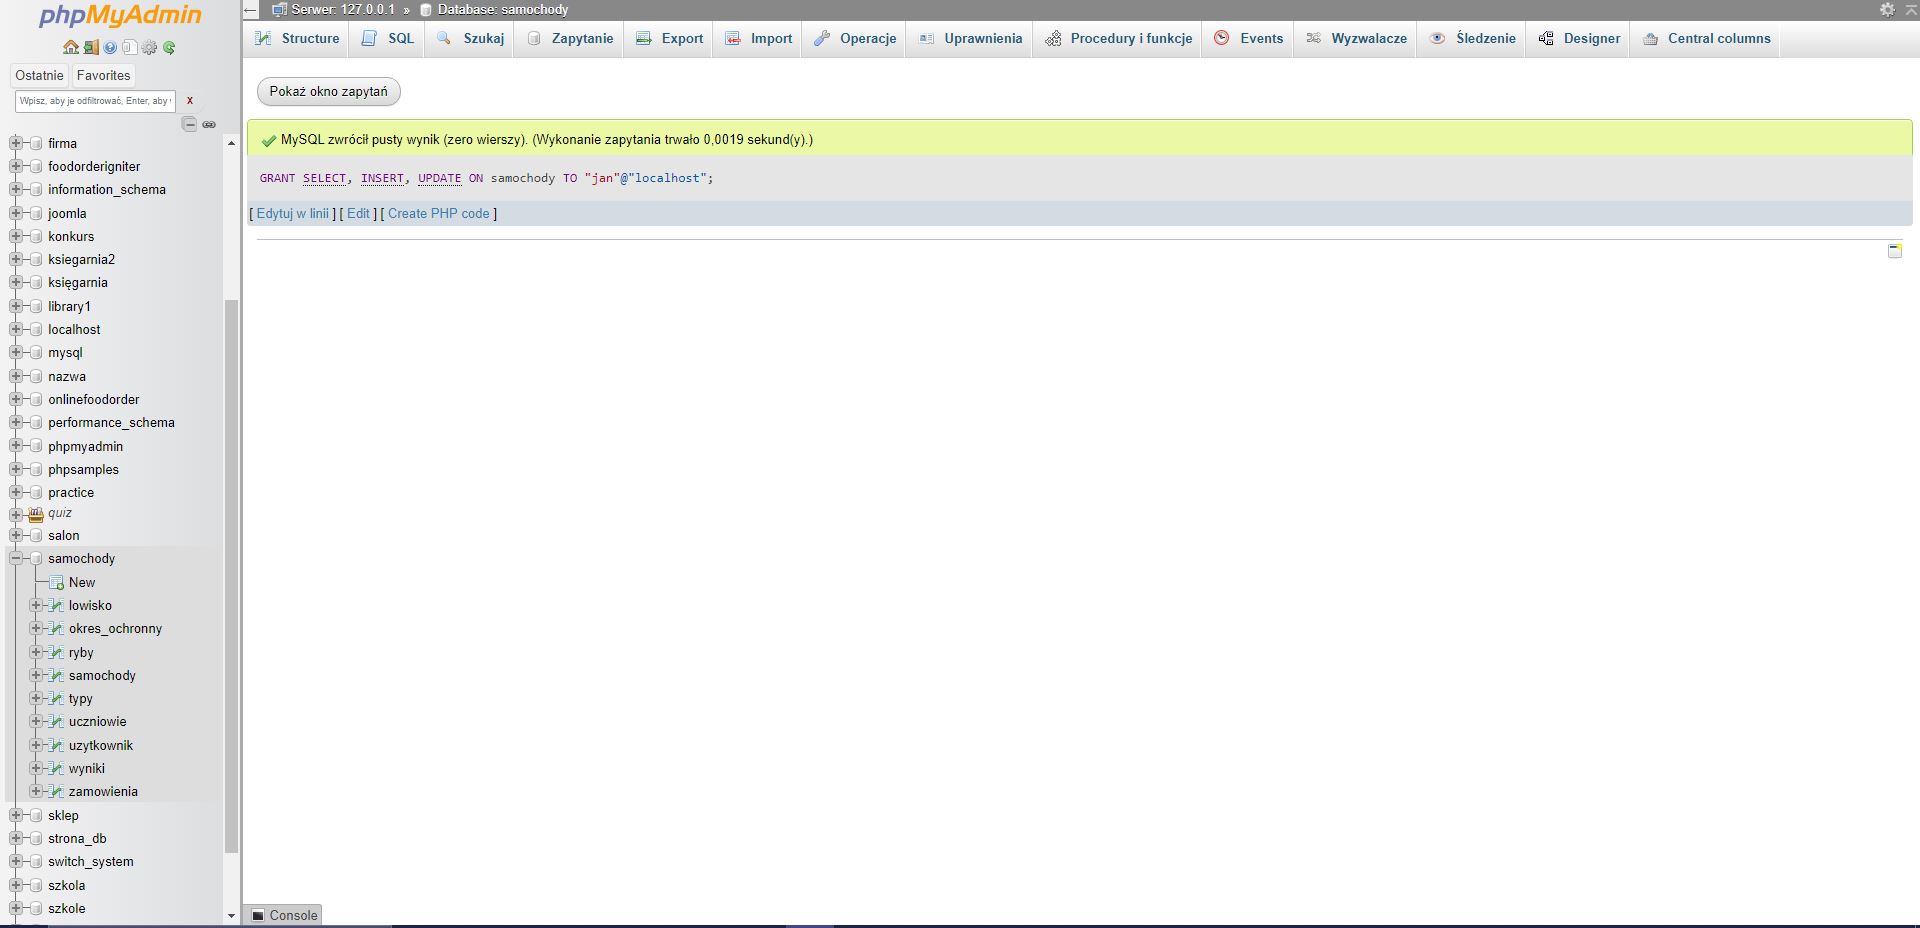 phpMyAdmin
Ostatnie Favorites
Wpisz, aby je odfiltrować, Enter, aby X
firma
foodorderigniter
information_schema
joomla
konkurs
ksiegarnia2
księgarnia
library1
localhost
mysql
nazwa
onlinefoodorder
performance_schema
phpmyadmin
phpsamples
practice
quiz
salon
samochody
New
lowisko
okres_ochronny
ryby
samochody
typy
uczniowie
uzytkownik
wyniki
zamowienia
sklep
strona_db
switch_system
szkola
szkole
Serwer: 127.0.0.1 » Database: samochody
Structure SQL Szukaj Zapytanie Export Import Operacje Uprawnienia Procedury i funkcje Events Wyzwalacze Śledzenie Designer Central columns
Pokaż okno zapytań
MySQL zwrócił pusty wynik (zero wierszy). (Wykonanie zapytania trwało 0,0019 sekund(y).)
GRANT SELECT, INSERT, UPDATE ON samochody TO "jan"@"localhost";
[ Edytuj w linii ] [ Edit ] [ Create PHP code ]
Console